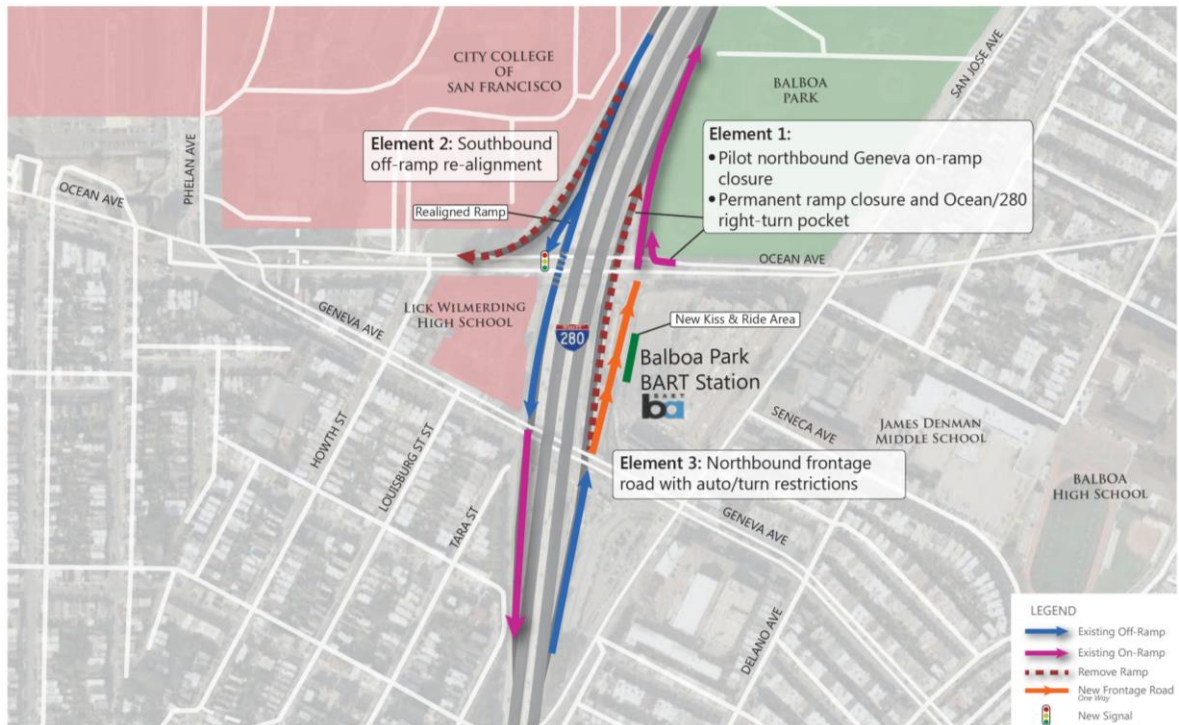 CITY COLLEGE
OF
SAN FRANCISCO
BALBOA
PARK
SAN JOSE AVE
PHELAN AVE
OCEAN AVE
Element 2: Southbound
off-ramp re-alignment
Element 1:
•Pilot northbound Geneva on-ramp
closure
•Permanent ramp closure and Ocean/280
right-turn pocket
Realigned Ramp
OCEAN AVE
GENEVA AVE
LICK WILMERDING
HIGH SCHOOL
280
New Kiss & Ride Area
Balboa Park
BART Station
BART
ba
SENECA AVE
JAMES DENMAN
MIDDLE SCHOOL
HOWTH ST
LOUISBURG ST ST
TARA ST
Element 3: Northbound frontage
road with auto/turn restrictions
BALBOA
HIGH SCHOOL
GENEVA AVE
DELANO AVE
LEGEND
Existing Off-Ramp
Existing On-Ramp
Remove Ramp
New Frontage Road
One Way
New Signal